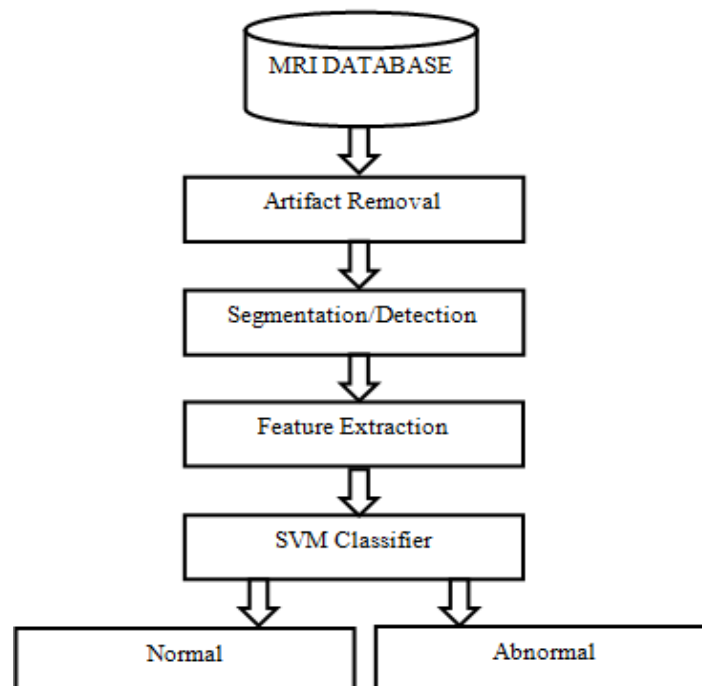 MRI DATABASE
Artifact Removal
Segmentation/Detection
Feature Extraction
SVM Classifier
Normal
Abnormal